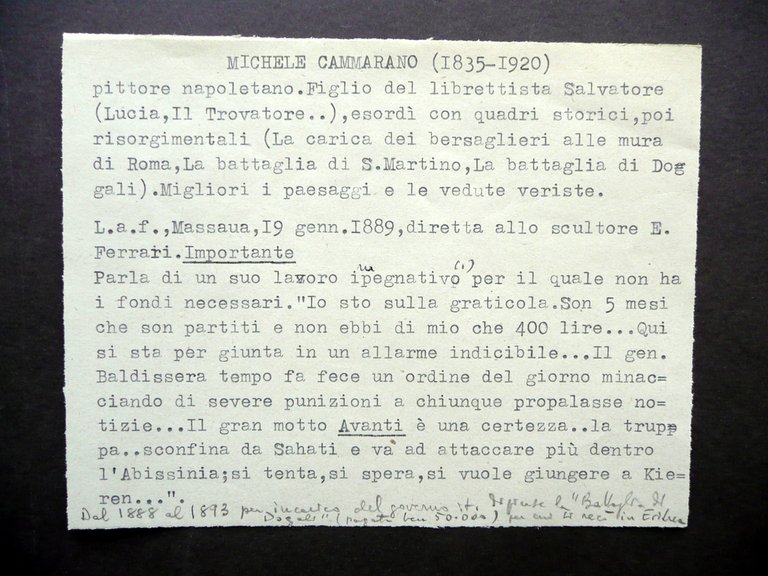 MICHELE CAMMARANO (I835-I920)
pittore napoletano.Figlio del librettista Salvatore
(Lucia,Il Trovatore..),esordì con quadri storici,poi
risorgimentali (La carica dei bersaglieri alle mura
di Roma,La battaglia di S.Martino,La battaglia di Dog
gali).Migliori i paesaggi e le vedute veriste.
L.a.f.,Massaua,I9 genn.I889,diretta allo scultore E.
Ferrari.Importante
m (1)
Parla di un suo lavoro ipegnativo per il quale non ha
i fondi necessari."Io sto sulla graticola.Son 5 mesi
che son partiti e non ebbi di mio che 400 lire...Qui
si sta per giunta in un allarme indicibile...Il gen.
Baldissera tempo fa fece un ordine del giorno minac=
ciando di severe punizioni a chiunque propalasse no=
tizie...Il gran motto Avanti è una certezza..la trupp
pa..sconfina da Sahati e va ad attaccare più dentro
l'Abissinia;si tenta,si spera,si vuole giungere a Kie=
ren...".
Dal 1888 al 1893 per incarico del governo it. dipinse la "Battaglia di
Dogali" (pagata ben 50.000) per cui si recò in Eritrea